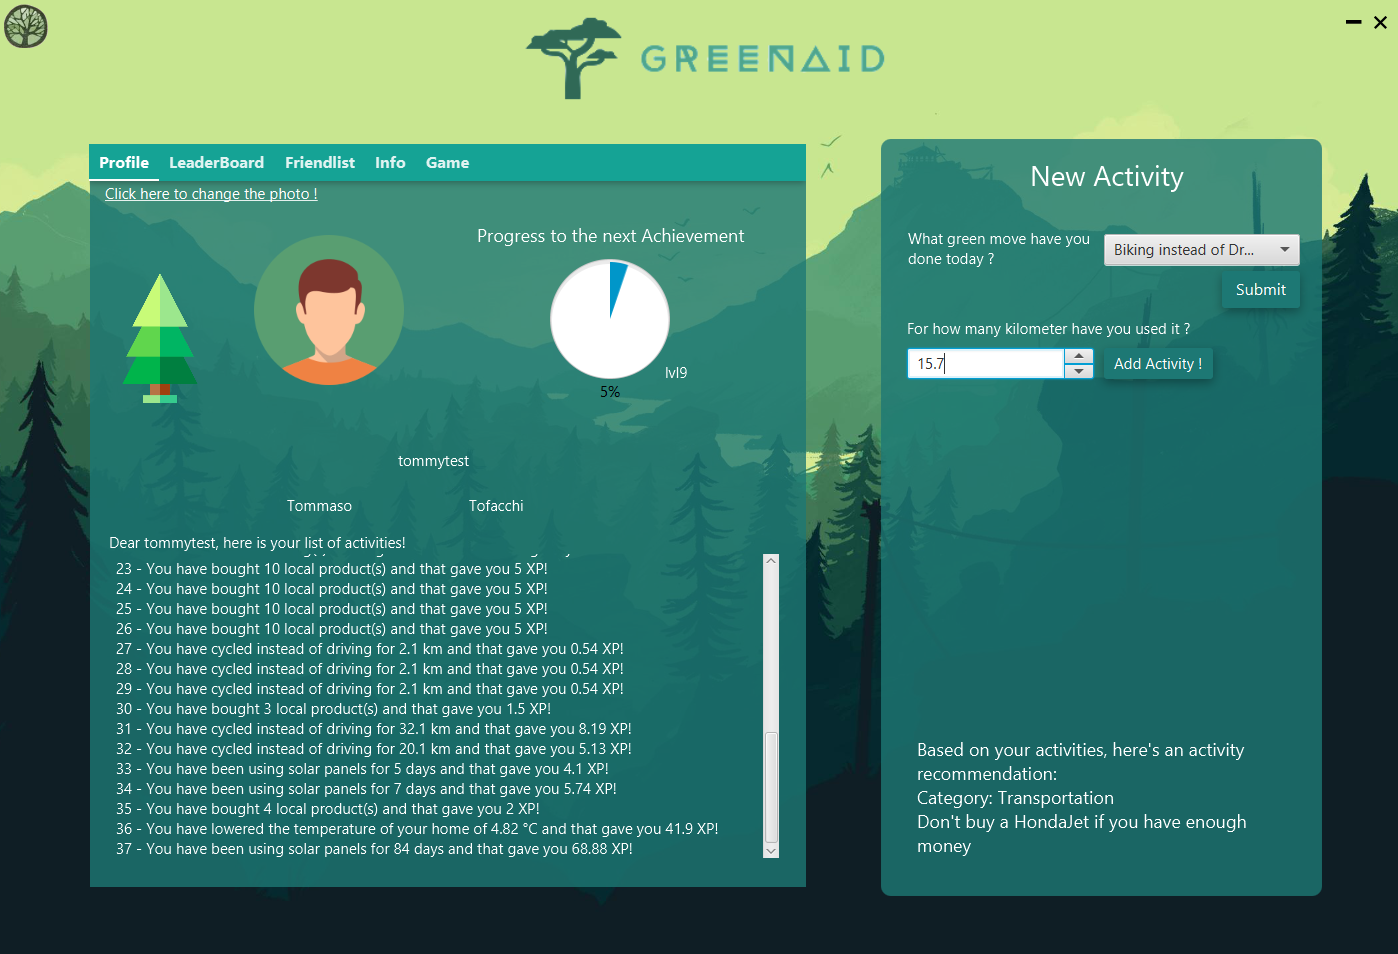 GREENAID
Profile LeaderBoard Friendlist Info Game
Click here to change the photo !
Progress to the next Achievement
lvl9
5%
tommytest
Tommaso Tofacchi
Dear tommytest, here is your list of activities!
23 - You have bought 10 local product(s) and that gave you 5 XP!
24 - You have bought 10 local product(s) and that gave you 5 XP!
25 - You have bought 10 local product(s) and that gave you 5 XP!
26 - You have bought 10 local product(s) and that gave you 5 XP!
27 - You have cycled instead of driving for 2.1 km and that gave you 0.54 XP!
28 - You have cycled instead of driving for 2.1 km and that gave you 0.54 XP!
29 - You have cycled instead of driving for 2.1 km and that gave you 0.54 XP!
30 - You have bought 3 local product(s) and that gave you 1.5 XP!
31 - You have cycled instead of driving for 32.1 km and that gave you 8.19 XP!
32 - You have cycled instead of driving for 20.1 km and that gave you 5.13 XP!
33 - You have been using solar panels for 5 days and that gave you 4.1 XP!
34 - You have been using solar panels for 7 days and that gave you 5.74 XP!
35 - You have bought 4 local product(s) and that gave you 2 XP!
36 - You have lowered the temperature of your home of 4.82 °C and that gave you 41.9 XP!
37 - You have been using solar panels for 84 days and that gave you 68.88 XP!
New Activity
What green move have you
done today ?
Biking instead of Dr...
Submit
For how many kilometer have you used it ?
15.7
Add Activity !
Based on your activities, here's an activity
recommendation:
Category: Transportation
Don't buy a HondaJet if you have enough
money